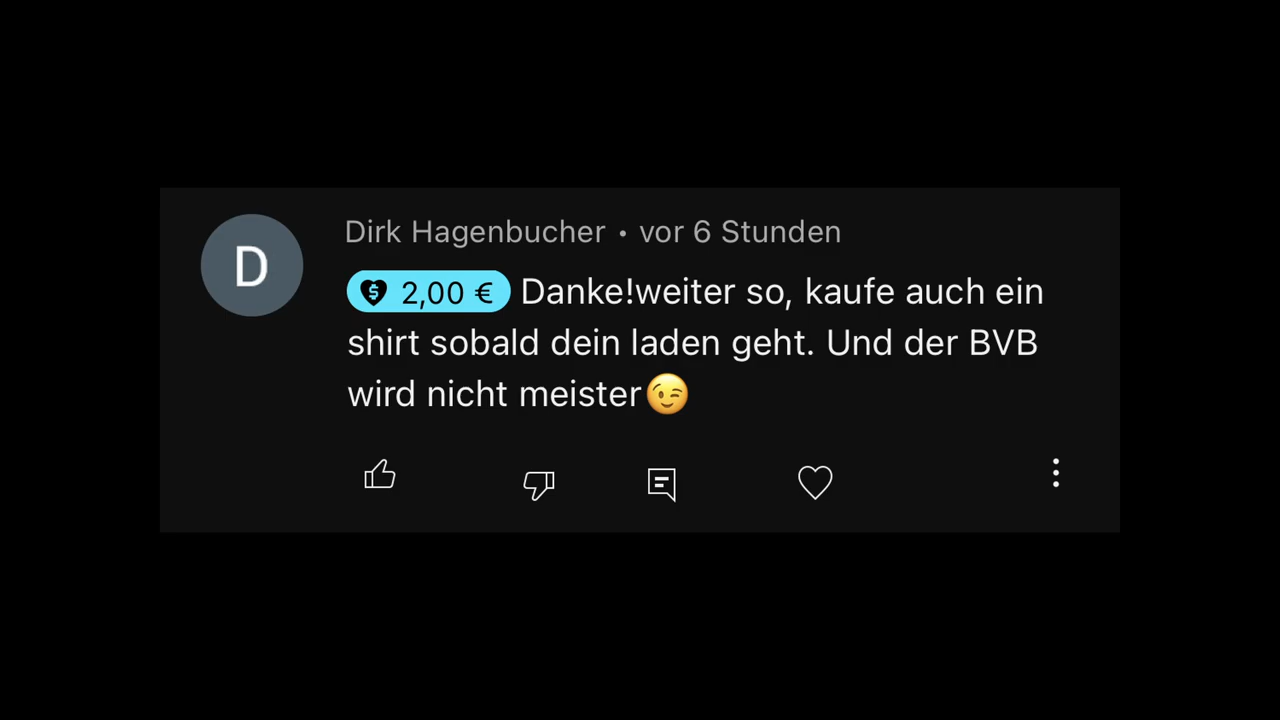 D
Dirk Hagenbucher • vor 6 Stunden
2,00 € Danke!weiter so, kaufe auch ein
shirt sobald dein laden geht. Und der BVB
wird nicht meister😉